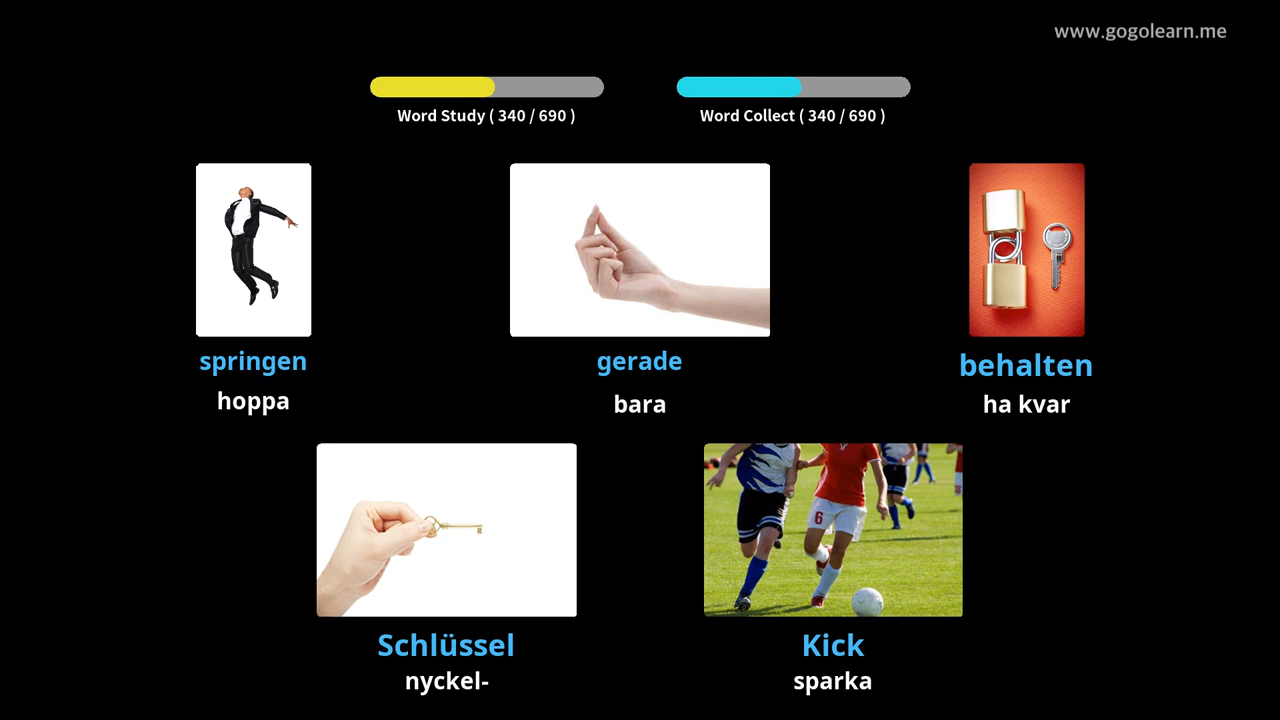 www.gogolearn.me
Word Study ( 340 / 690 )
Word Collect ( 340 / 690 )
springen
hoppa
gerade
bara
behalten
ha kvar
6
Schlüssel
nyckel-
Kick
sparka